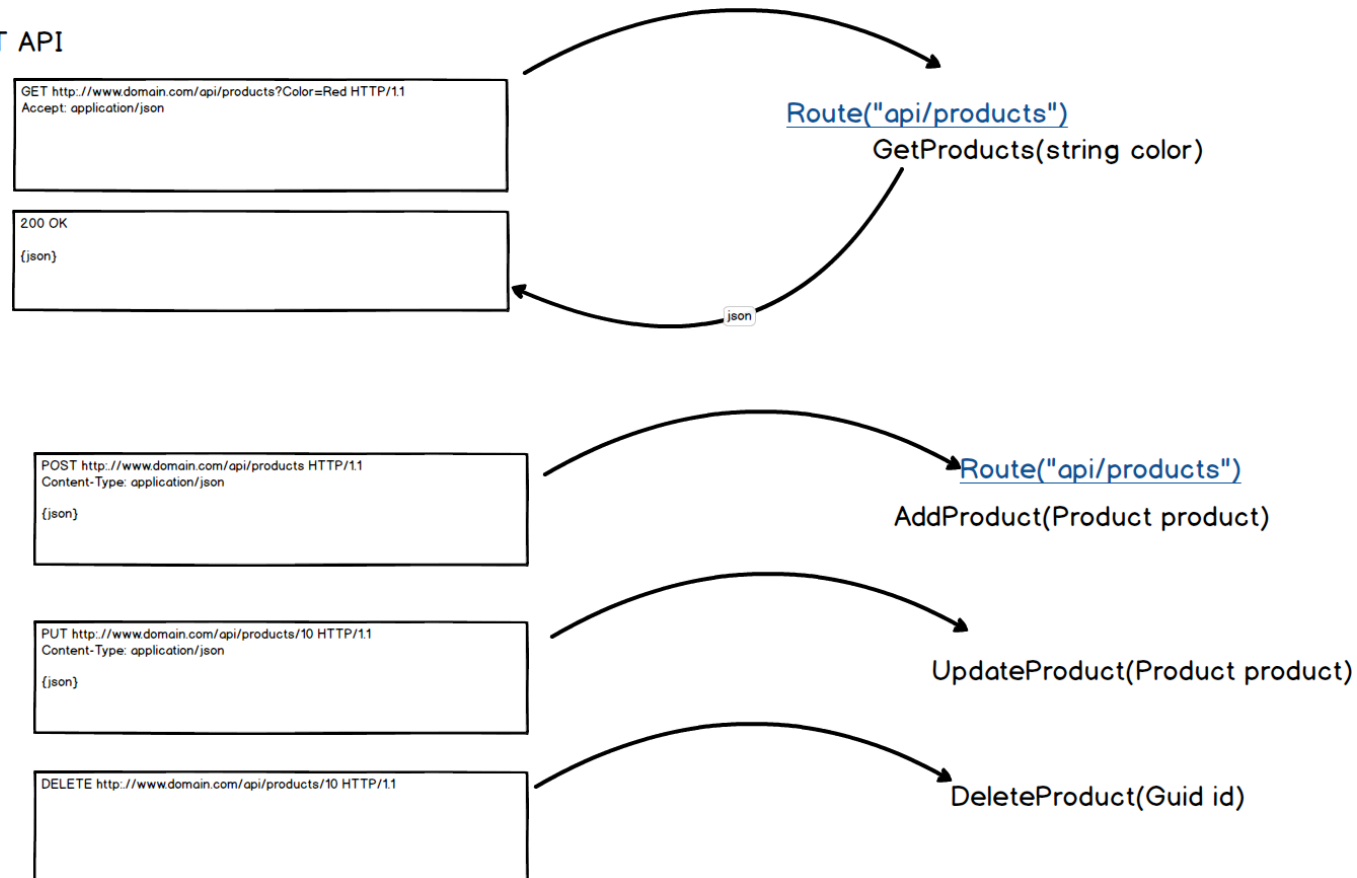 T API
GET http://www.domain.com/api/products?Color=Red HTTP/1.1
Accept: application/json
Route("api/products")
GetProducts(string color)
200 OK
{json}
json
POST http://www.domain.com/api/products HTTP/1.1
Content-Type: application/json
{json}
Route("api/products")
AddProduct(Product product)
PUT http://www.domain.com/api/products/10 HTTP/1.1
Content-Type: application/json
{json}
UpdateProduct(Product product)
DELETE http://www.domain.com/api/products/10 HTTP/1.1
DeleteProduct(Guid id)